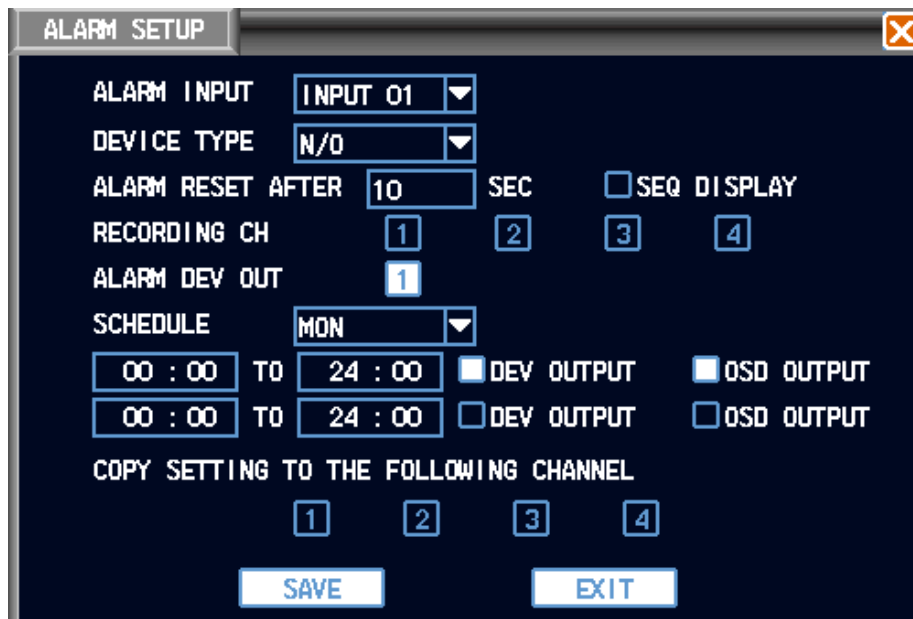 ALARM SETUP
ALARM INPUT INPUT 01
DEVICE TYPE N/O
ALARM RESET AFTER 10 SEC SEQ DISPLAY
RECORDING CH 1 2 3 4
ALARM DEV OUT 1
SCHEDULE MON
00 : 00 TO 24 : 00 DEV OUTPUT OSD OUTPUT
00 : 00 TO 24 : 00 DEV OUTPUT OSD OUTPUT
COPY SETTING TO THE FOLLOWING CHANNEL
1 2 3 4
SAVE EXIT